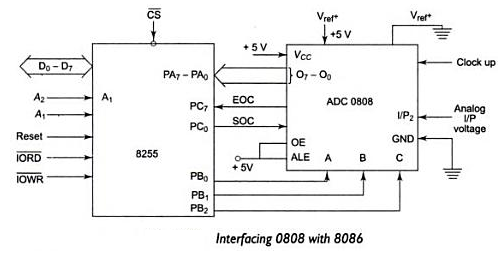 CS
Vref+
Vref+
+5 V
+ 5 V
VCC
D0 – D7
PA7 – PA0
O7 – O0
ADC 0808
Clock up
A2
A1
A1
PC7
EOC
PC0
SOC
I/P2
Analog
I/P
voltage
Reset
8255
OE
GND
IORD
ALE
+ 5V
A B C
IOWR
PB0
PB1
PB2
Interfacing 0808 with 8086